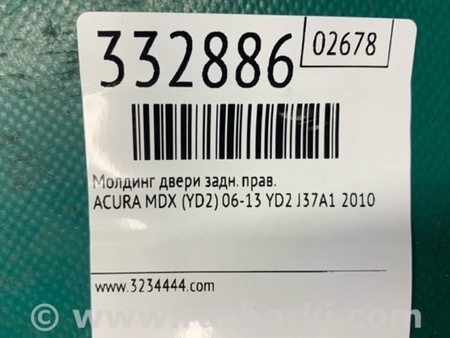 332886
02678
Молдинг двери задн. прав.
ACURA MDX (YD2) 06-13 YD2 J37A1 2010
www.3234444.com